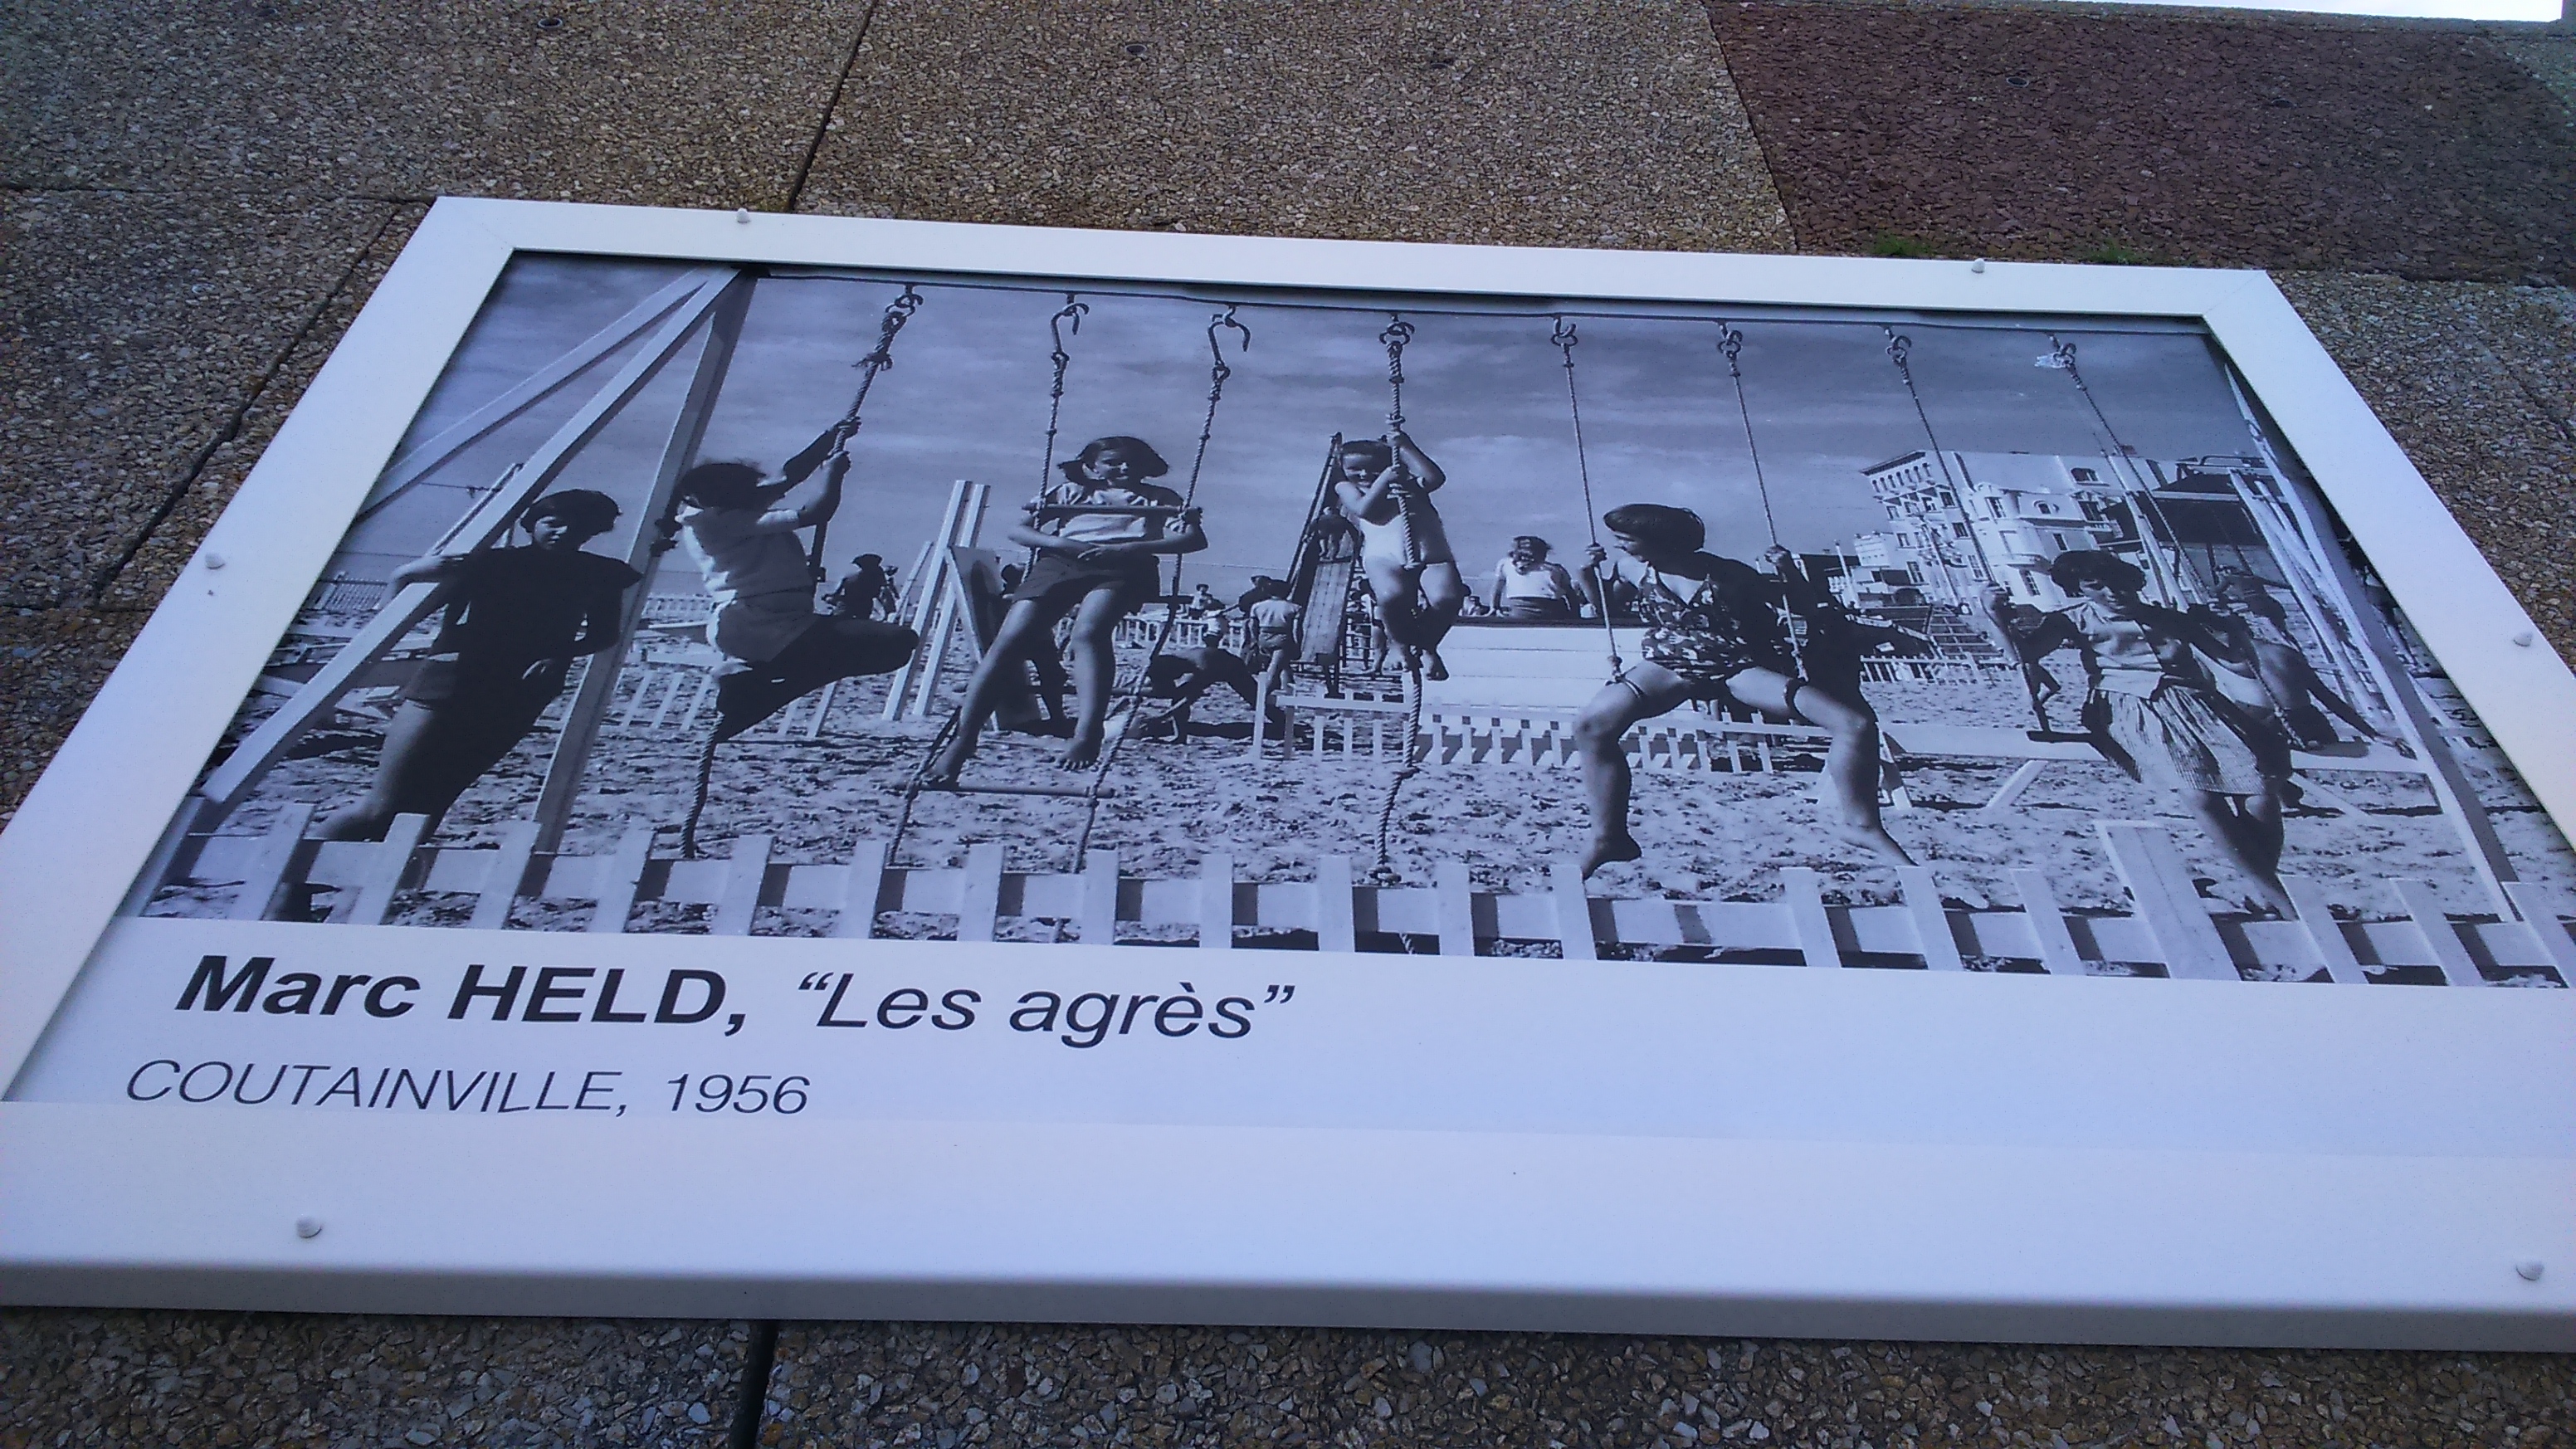 Marc HELD, “Les agrès”
COUTAINVILLE, 1956